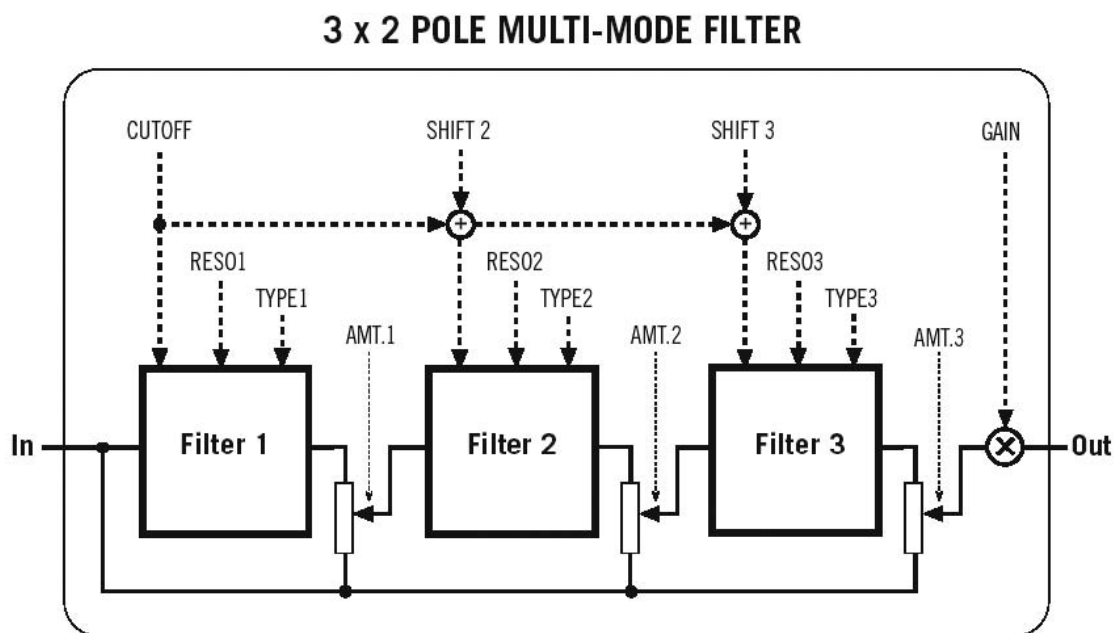 3 x 2 POLE MULTI-MODE FILTER
CUTOFF
SHIFT 2
SHIFT 3
GAIN
+
+
RESO1
RESO2
RESO3
TYPE1
TYPE2
TYPE3
AMT.1
AMT.2
AMT.3
In
Filter 1
Filter 2
Filter 3
×
Out